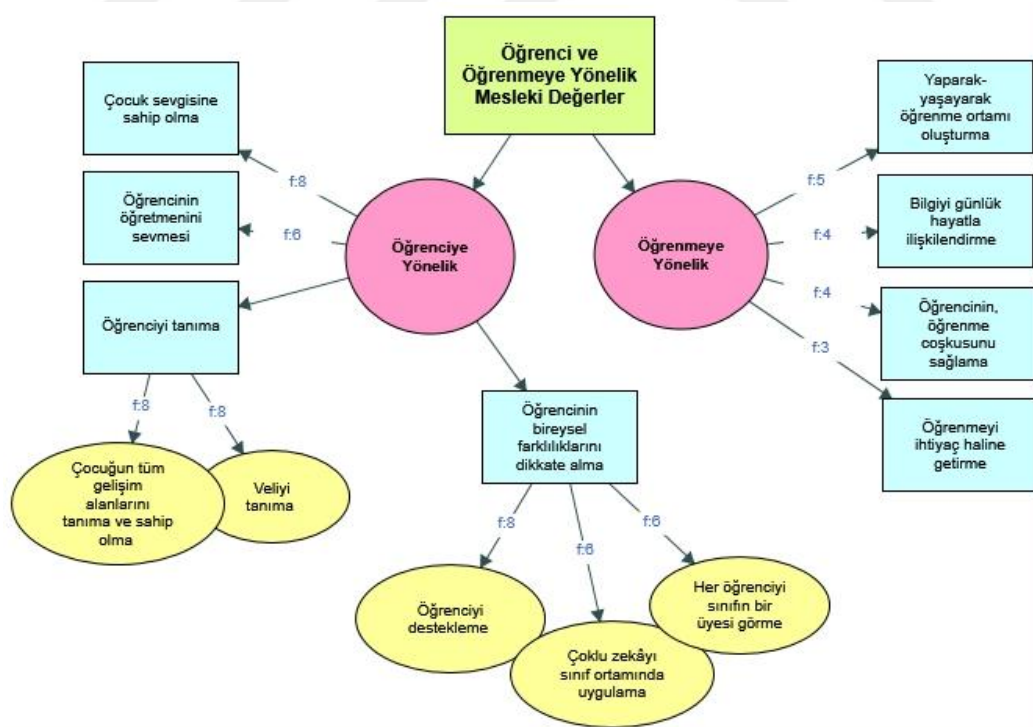 Öğrenci ve
Öğrenmeye Yönelik
Mesleki Değerler
Çocuk sevgisine
sahip olma
f:8
Öğrencinin
öğretmenini
sevmesi
f:6
Öğrenciye
Yönelik
Öğrenciyi tanıma
f:8
f:8
Çocuğun tüm
gelişim
alanlarını
tanıma ve sahip
olma
Veliyi
tanıma
Öğrencinin
bireysel
farklılıklarını
dikkate alma
f:8
f:6
f:6
Öğrenciyi
destekleme
Çoklu zekâyı
sınıf ortamında
uygulama
Her öğrenciyi
sınıfın bir
üyesi görme
Öğrenmeye
Yönelik
f:5
Yaparak-
yaşayarak
öğrenme ortamı
oluşturma
f:4
Bilgiyi günlük
hayatla
ilişkilendirme
f:4
Öğrencinin,
öğrenme
coşkusunu
sağlama
f:3
Öğrenmeyi
ihtiyaç haline
getirme